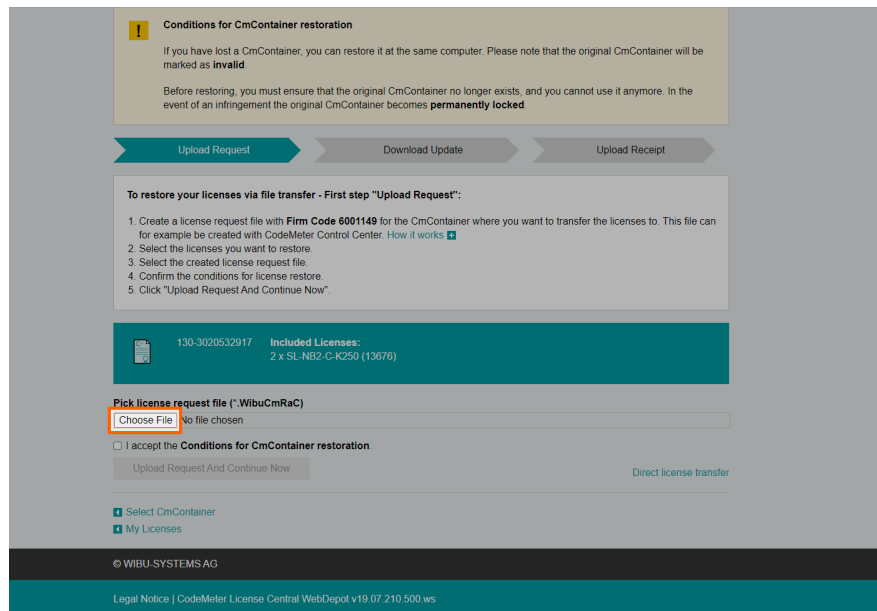 Conditions for CmContainer restoration
If you have lost a CmContainer, you can restore it at the same computer. Please note that the original CmContainer will be
marked as invalid.
Before restoring, you must ensure that the original CmContainer no longer exists, and you cannot use it anymore. In the
event of an infringement the original CmContainer becomes permanently locked.
Upload Request
Download Update
Upload Receipt
To restore your licenses via file transfer - First step "Upload Request":
1. Create a license request file with Firm Code 6001149 for the CmContainer where you want to transfer the licenses to. This file can
for example be created with CodeMeter Control Center. How it works
2. Select the licenses you want to restore.
3. Select the created license request file.
4. Confirm the conditions for license restore.
5. Click "Upload Request And Continue Now".
130-3020532917
Included Licenses:
2 x SL-NB2-C-K250 (13676)
Pick license request file (*.WibuCmRaC)
Choose File No file chosen
I accept the Conditions for CmContainer restoration.
Upload Request And Continue Now
Direct license transfer
Select CmContainer
My Licenses
© WIBU-SYSTEMS AG
Legal Notice | CodeMeter License Central WebDepot v19.07.210.500.ws